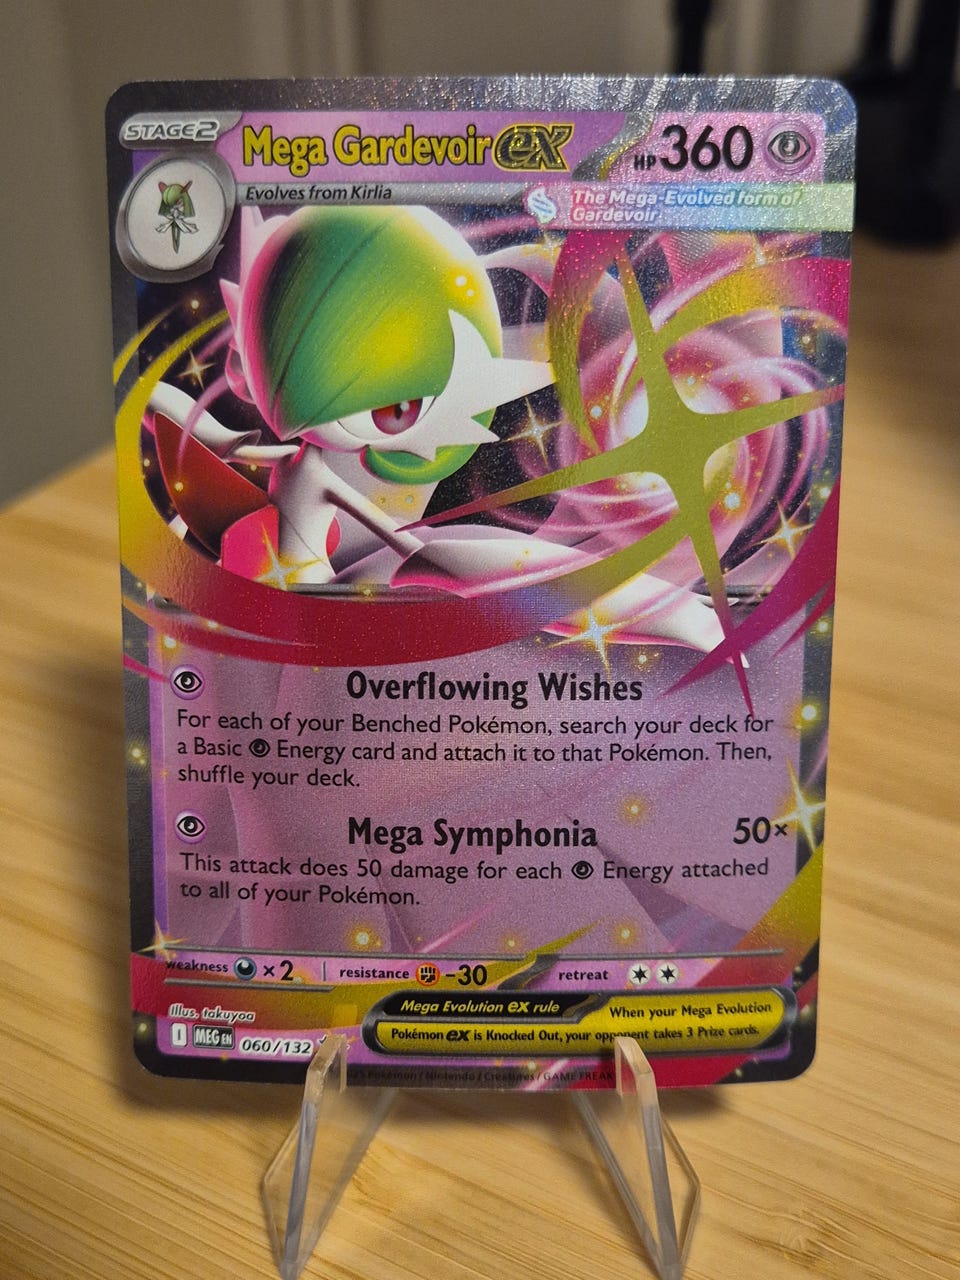 STAGE2
Mega Gardevoir ex
HP 360
Evolves from Kirlia
The Mega-Evolved form of
Gardevoir.
Overflowing Wishes
For each of your Benched Pokémon, search your deck for
a Basic Energy card and attach it to that Pokémon. Then,
shuffle your deck.
Mega Symphonia 50×
This attack does 50 damage for each Energy attached
to all of your Pokémon.
weakness ×2 resistance -30 retreat
Illus. takuyoa
Mega Evolution ex rule
When your Mega Evolution
Pokémon ex is Knocked Out, your opponent takes 3 Prize cards.
I MEG EN 060/132
Pokémon / Nintendo / Creatures / GAME FREAK